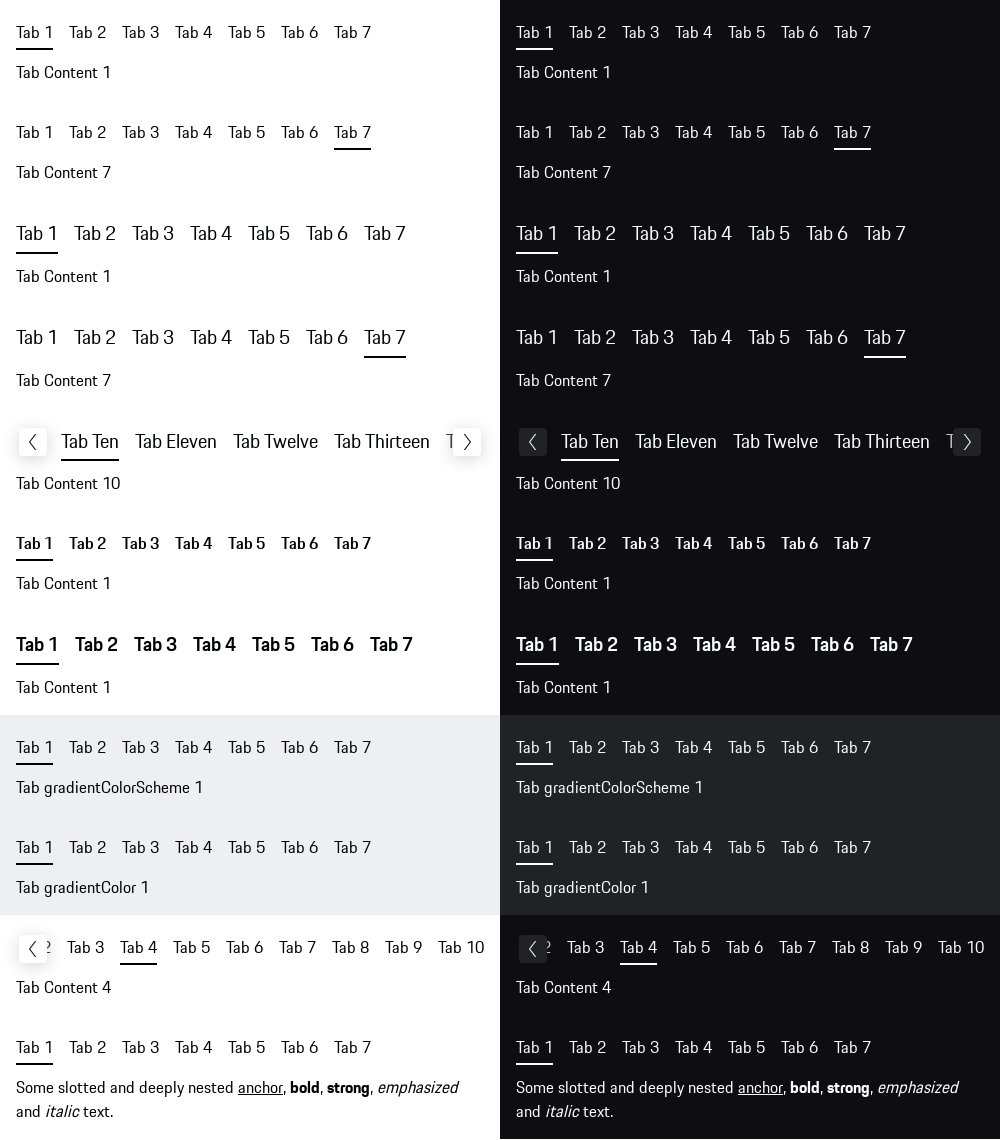 Tab 1 Tab 2 Tab 3 Tab 4 Tab 5 Tab 6 Tab 7
Tab Content 1
Tab 1 Tab 2 Tab 3 Tab 4 Tab 5 Tab 6 Tab 7
Tab Content 7
Tab 1 Tab 2 Tab 3 Tab 4 Tab 5 Tab 6 Tab 7
Tab Content 1
Tab 1 Tab 2 Tab 3 Tab 4 Tab 5 Tab 6 Tab 7
Tab Content 7
Tab Ten Tab Eleven Tab Twelve Tab Thirteen
Tab Content 10
Tab 1 Tab 2 Tab 3 Tab 4 Tab 5 Tab 6 Tab 7
Tab Content 1
Tab 1 Tab 2 Tab 3 Tab 4 Tab 5 Tab 6 Tab 7
Tab Content 1
Tab 1 Tab 2 Tab 3 Tab 4 Tab 5 Tab 6 Tab 7
Tab gradientColorScheme 1
Tab 1 Tab 2 Tab 3 Tab 4 Tab 5 Tab 6 Tab 7
Tab gradientColor 1
Tab 3 Tab 4 Tab 5 Tab 6 Tab 7 Tab 8 Tab 9 Tab 10
Tab Content 4
Tab 1 Tab 2 Tab 3 Tab 4 Tab 5 Tab 6 Tab 7
Some slotted and deeply nested anchor, bold, strong, emphasized
and italic text.
Tab 1 Tab 2 Tab 3 Tab 4 Tab 5 Tab 6 Tab 7
Tab Content 1
Tab 1 Tab 2 Tab 3 Tab 4 Tab 5 Tab 6 Tab 7
Tab Content 7
Tab 1 Tab 2 Tab 3 Tab 4 Tab 5 Tab 6 Tab 7
Tab Content 1
Tab 1 Tab 2 Tab 3 Tab 4 Tab 5 Tab 6 Tab 7
Tab Content 7
Tab Ten Tab Eleven Tab Twelve Tab Thirteen
Tab Content 10
Tab 1 Tab 2 Tab 3 Tab 4 Tab 5 Tab 6 Tab 7
Tab Content 1
Tab 1 Tab 2 Tab 3 Tab 4 Tab 5 Tab 6 Tab 7
Tab Content 1
Tab 1 Tab 2 Tab 3 Tab 4 Tab 5 Tab 6 Tab 7
Tab gradientColorScheme 1
Tab 1 Tab 2 Tab 3 Tab 4 Tab 5 Tab 6 Tab 7
Tab gradientColor 1
Tab 3 Tab 4 Tab 5 Tab 6 Tab 7 Tab 8 Tab 9 Tab 10
Tab Content 4
Tab 1 Tab 2 Tab 3 Tab 4 Tab 5 Tab 6 Tab 7
Some slotted and deeply nested anchor, bold, strong, emphasized
and italic text.